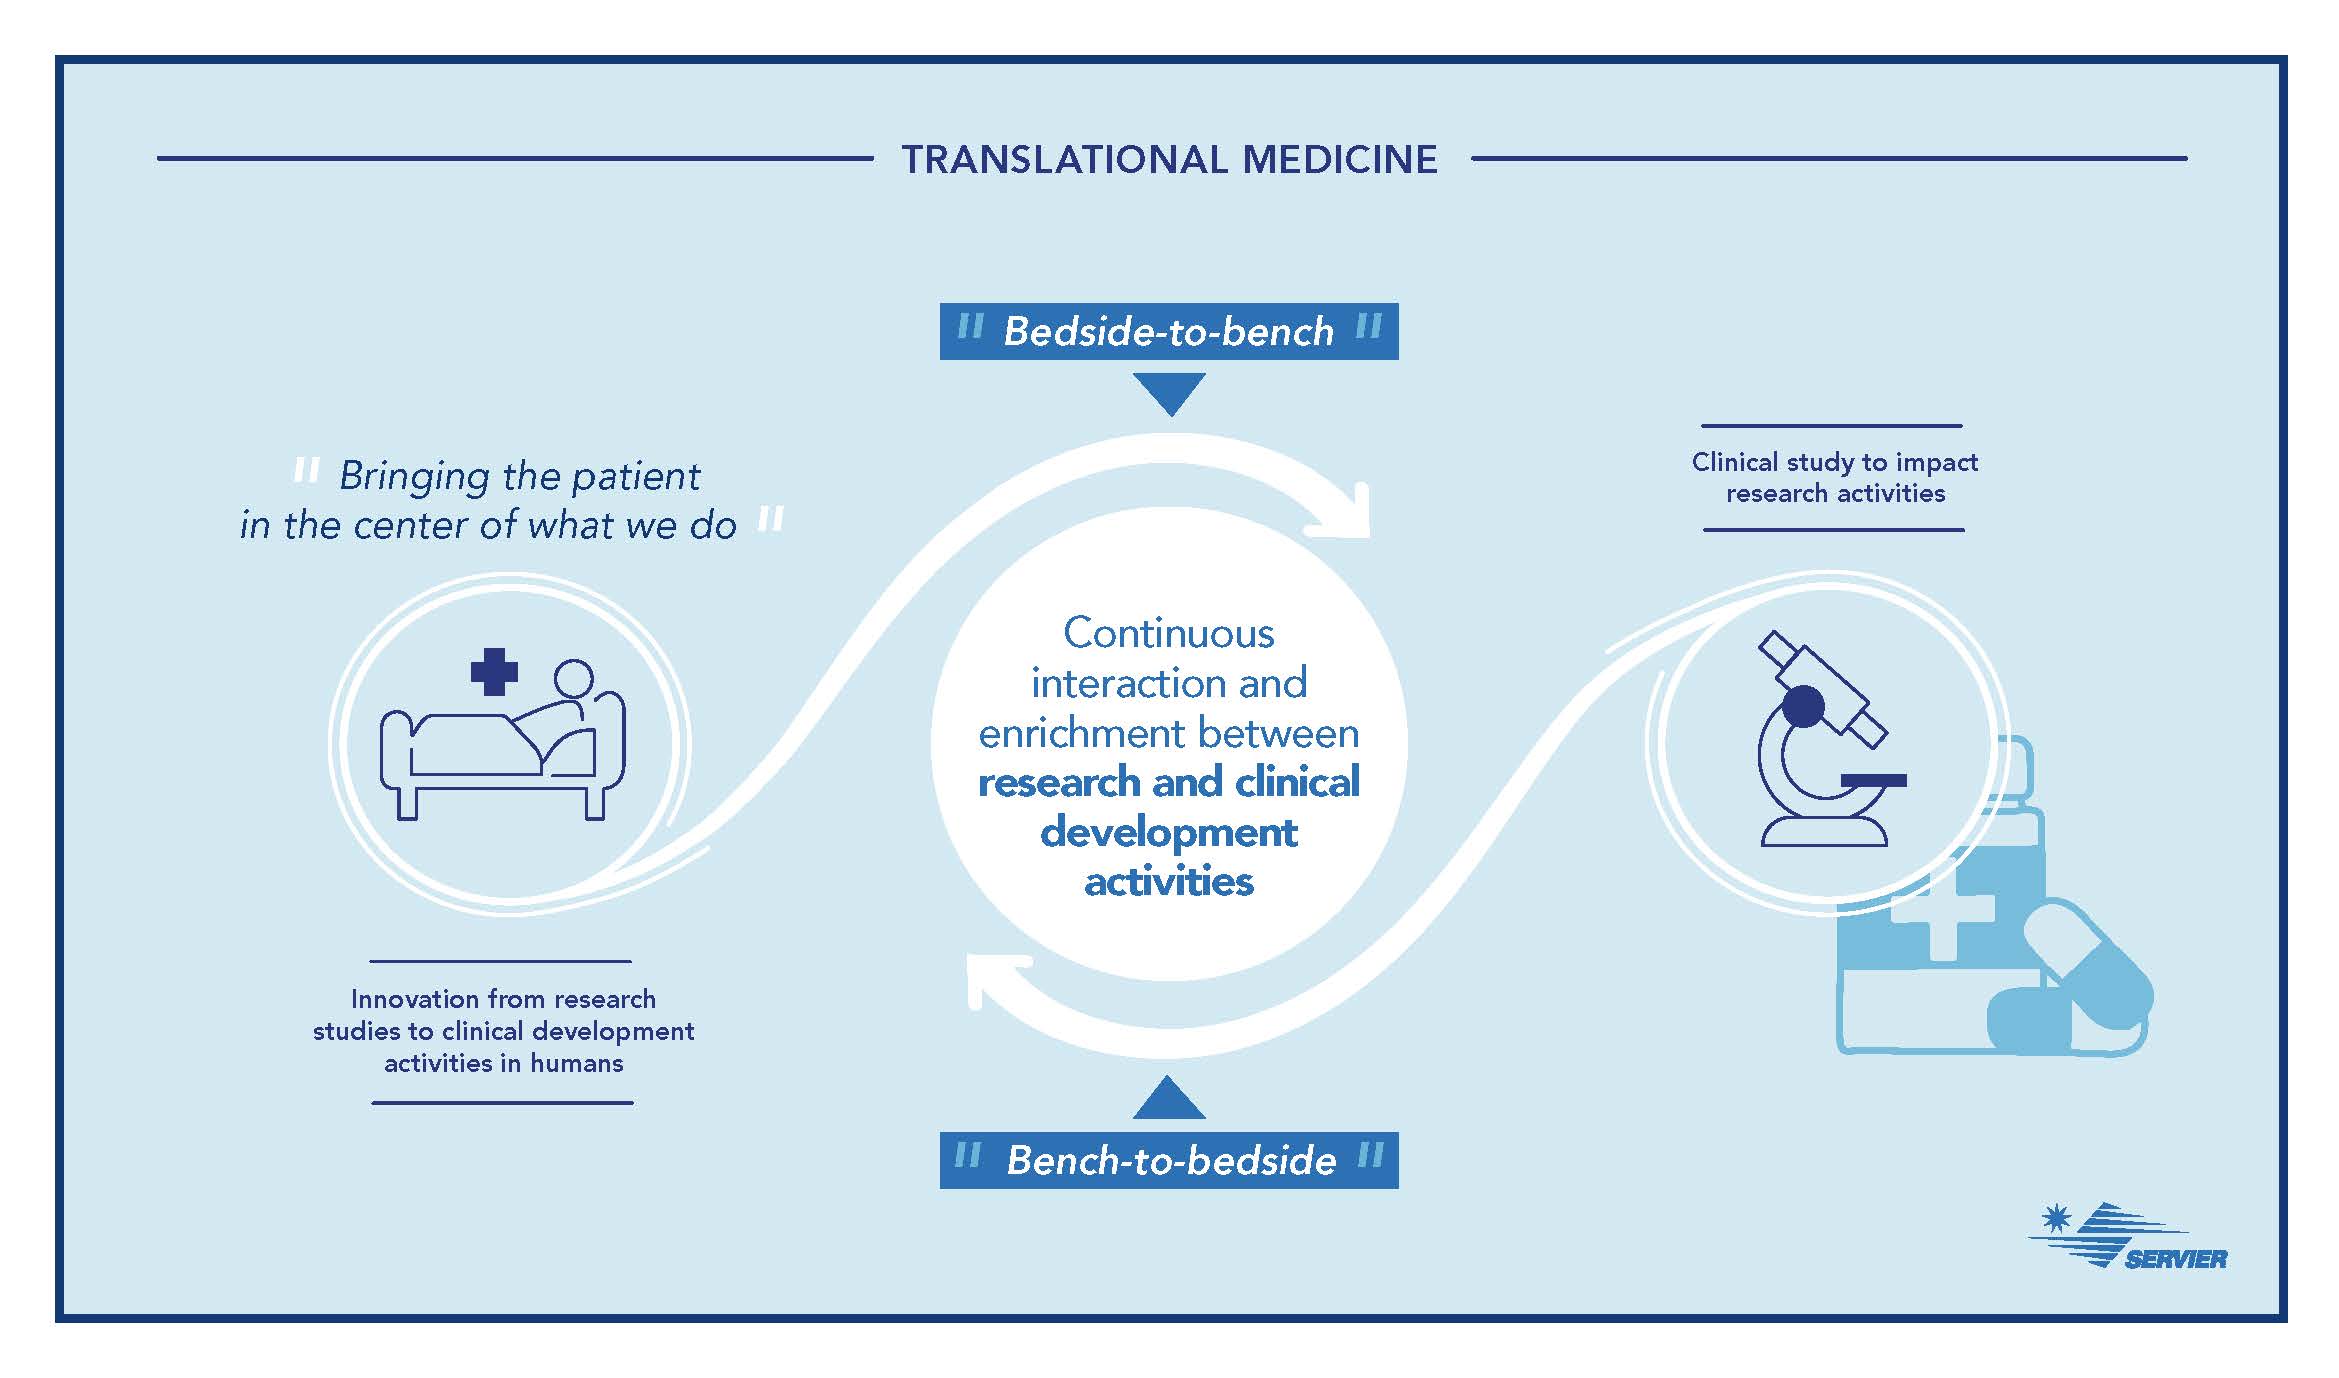 TRANSLATIONAL MEDICINE
" Bedside-to-bench "
" Bringing the patient
in the center of what we do "
Clinical study to impact
research activities
Continuous
interaction and
enrichment between
research and clinical
development
activities
Innovation from research
studies to clinical development
activities in humans
" Bench-to-bedside "
SERVIER